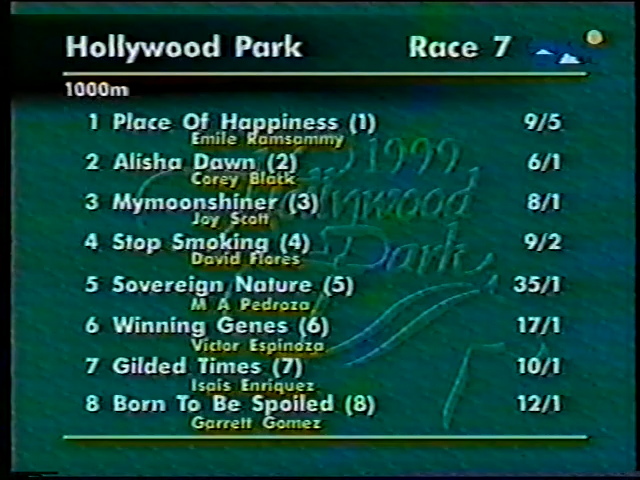 Hollywood Park Race 7
1000m
1 Place Of Happiness (1) 9/5
Emile Ramsammy
2 Alisha Dawn (2) 6/1
Corey Black
3 Mymoonshiner (3) 8/1
Joy Scott
4 Stop Smoking (4) 9/2
David Flores
5 Sovereign Nature (5) 35/1
M A Pedroza
6 Winning Genes (6) 17/1
Victor Espinoza
7 Gilded Times (7) 10/1
Isais Enriquez
8 Born To Be Spoiled (8) 12/1
Garrett Gomez
1999
Hollywood
Park